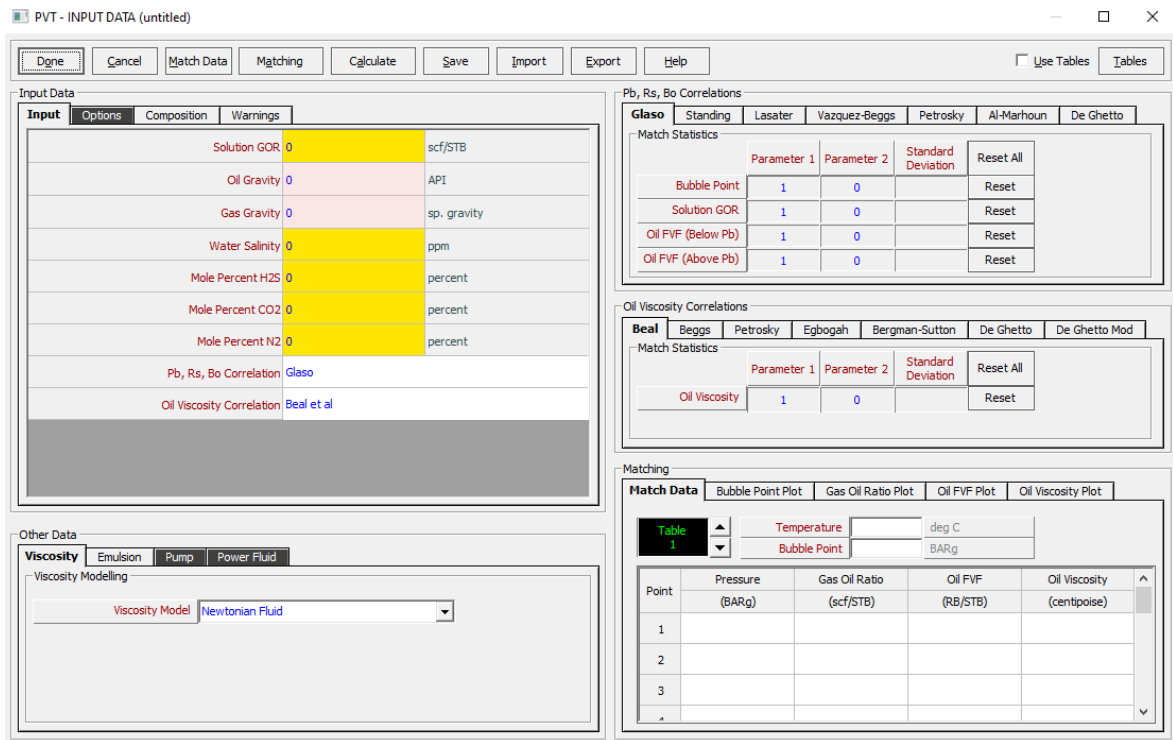 PVT - INPUT DATA (untitled)
Done Cancel Match Data Matching Calculate Save Import Export Help Use Tables Tables
Input Data
Input Options Composition Warnings
Solution GOR 0 scf/STB
Oil Gravity 0 API
Gas Gravity 0 sp. gravity
Water Salinity 0 ppm
Mole Percent H2S 0 percent
Mole Percent CO2 0 percent
Mole Percent N2 0 percent
Pb, Rs, Bo Correlation Glaso
Oil Viscosity Correlation Beal et al
Other Data
Viscosity Emulsion Pump Power Fluid
Viscosity Modelling
Viscosity Model Newtonian Fluid
Pb, Rs, Bo Correlations
Glaso Standing Lasater Vazquez-Beggs Petrosky Al-Marhoun De Ghetto
Match Statistics
Parameter 1 Parameter 2 Standard Deviation Reset All
Bubble Point 1 0 Reset
Solution GOR 1 0 Reset
Oil FVF (Below Pb) 1 0 Reset
Oil FVF (Above Pb) 1 0 Reset
Oil Viscosity Correlations
Beal Beggs Petrosky Egbogah Bergman-Sutton De Ghetto De Ghetto Mod
Match Statistics
Parameter 1 Parameter 2 Standard Deviation Reset All
Oil Viscosity 1 0 Reset
Matching
Match Data Bubble Point Plot Gas Oil Ratio Plot Oil FVF Plot Oil Viscosity Plot
Table 1
Temperature deg C
Bubble Point BARg
Point Pressure Gas Oil Ratio Oil FVF Oil Viscosity
(BARg) (scf/STB) (RB/STB) (centipoise)
1
2
3